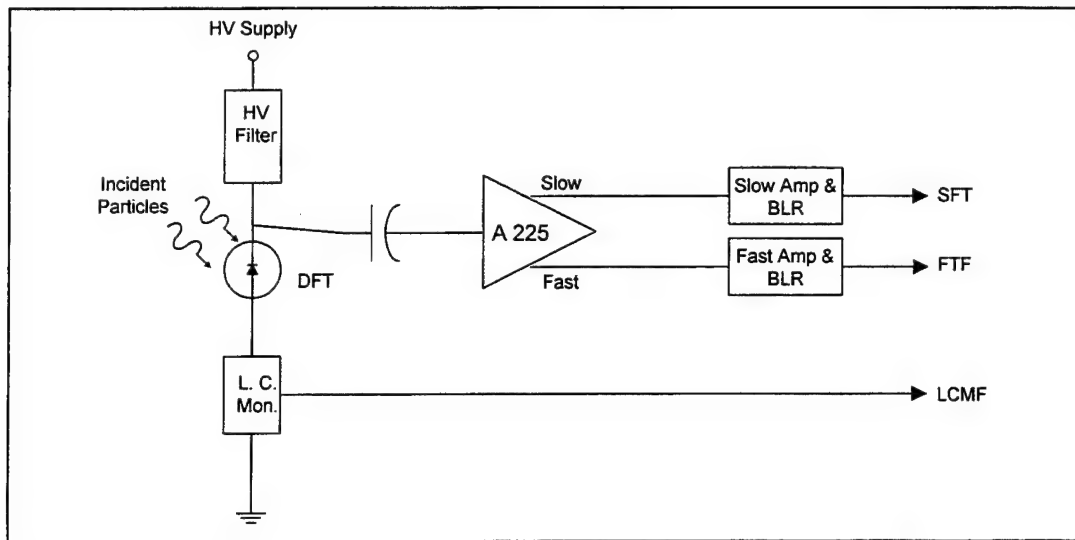 HV Supply
HV
Filter
Incident
Particles
DFT
A 225
Slow
Fast
Slow Amp &
BLR
SFT
Fast Amp &
BLR
FTF
L. C.
Mon.
LCMF